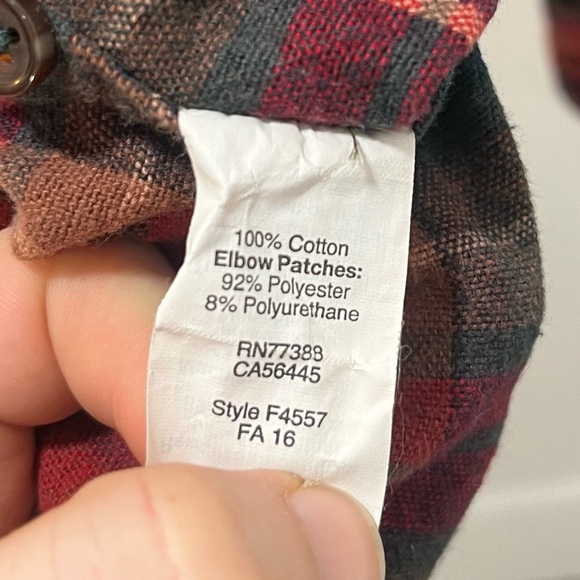 100% Cotton
Elbow Patches:
92% Polyester
8% Polyurethane
RN77388
CA56445
Style F4557
FA 16